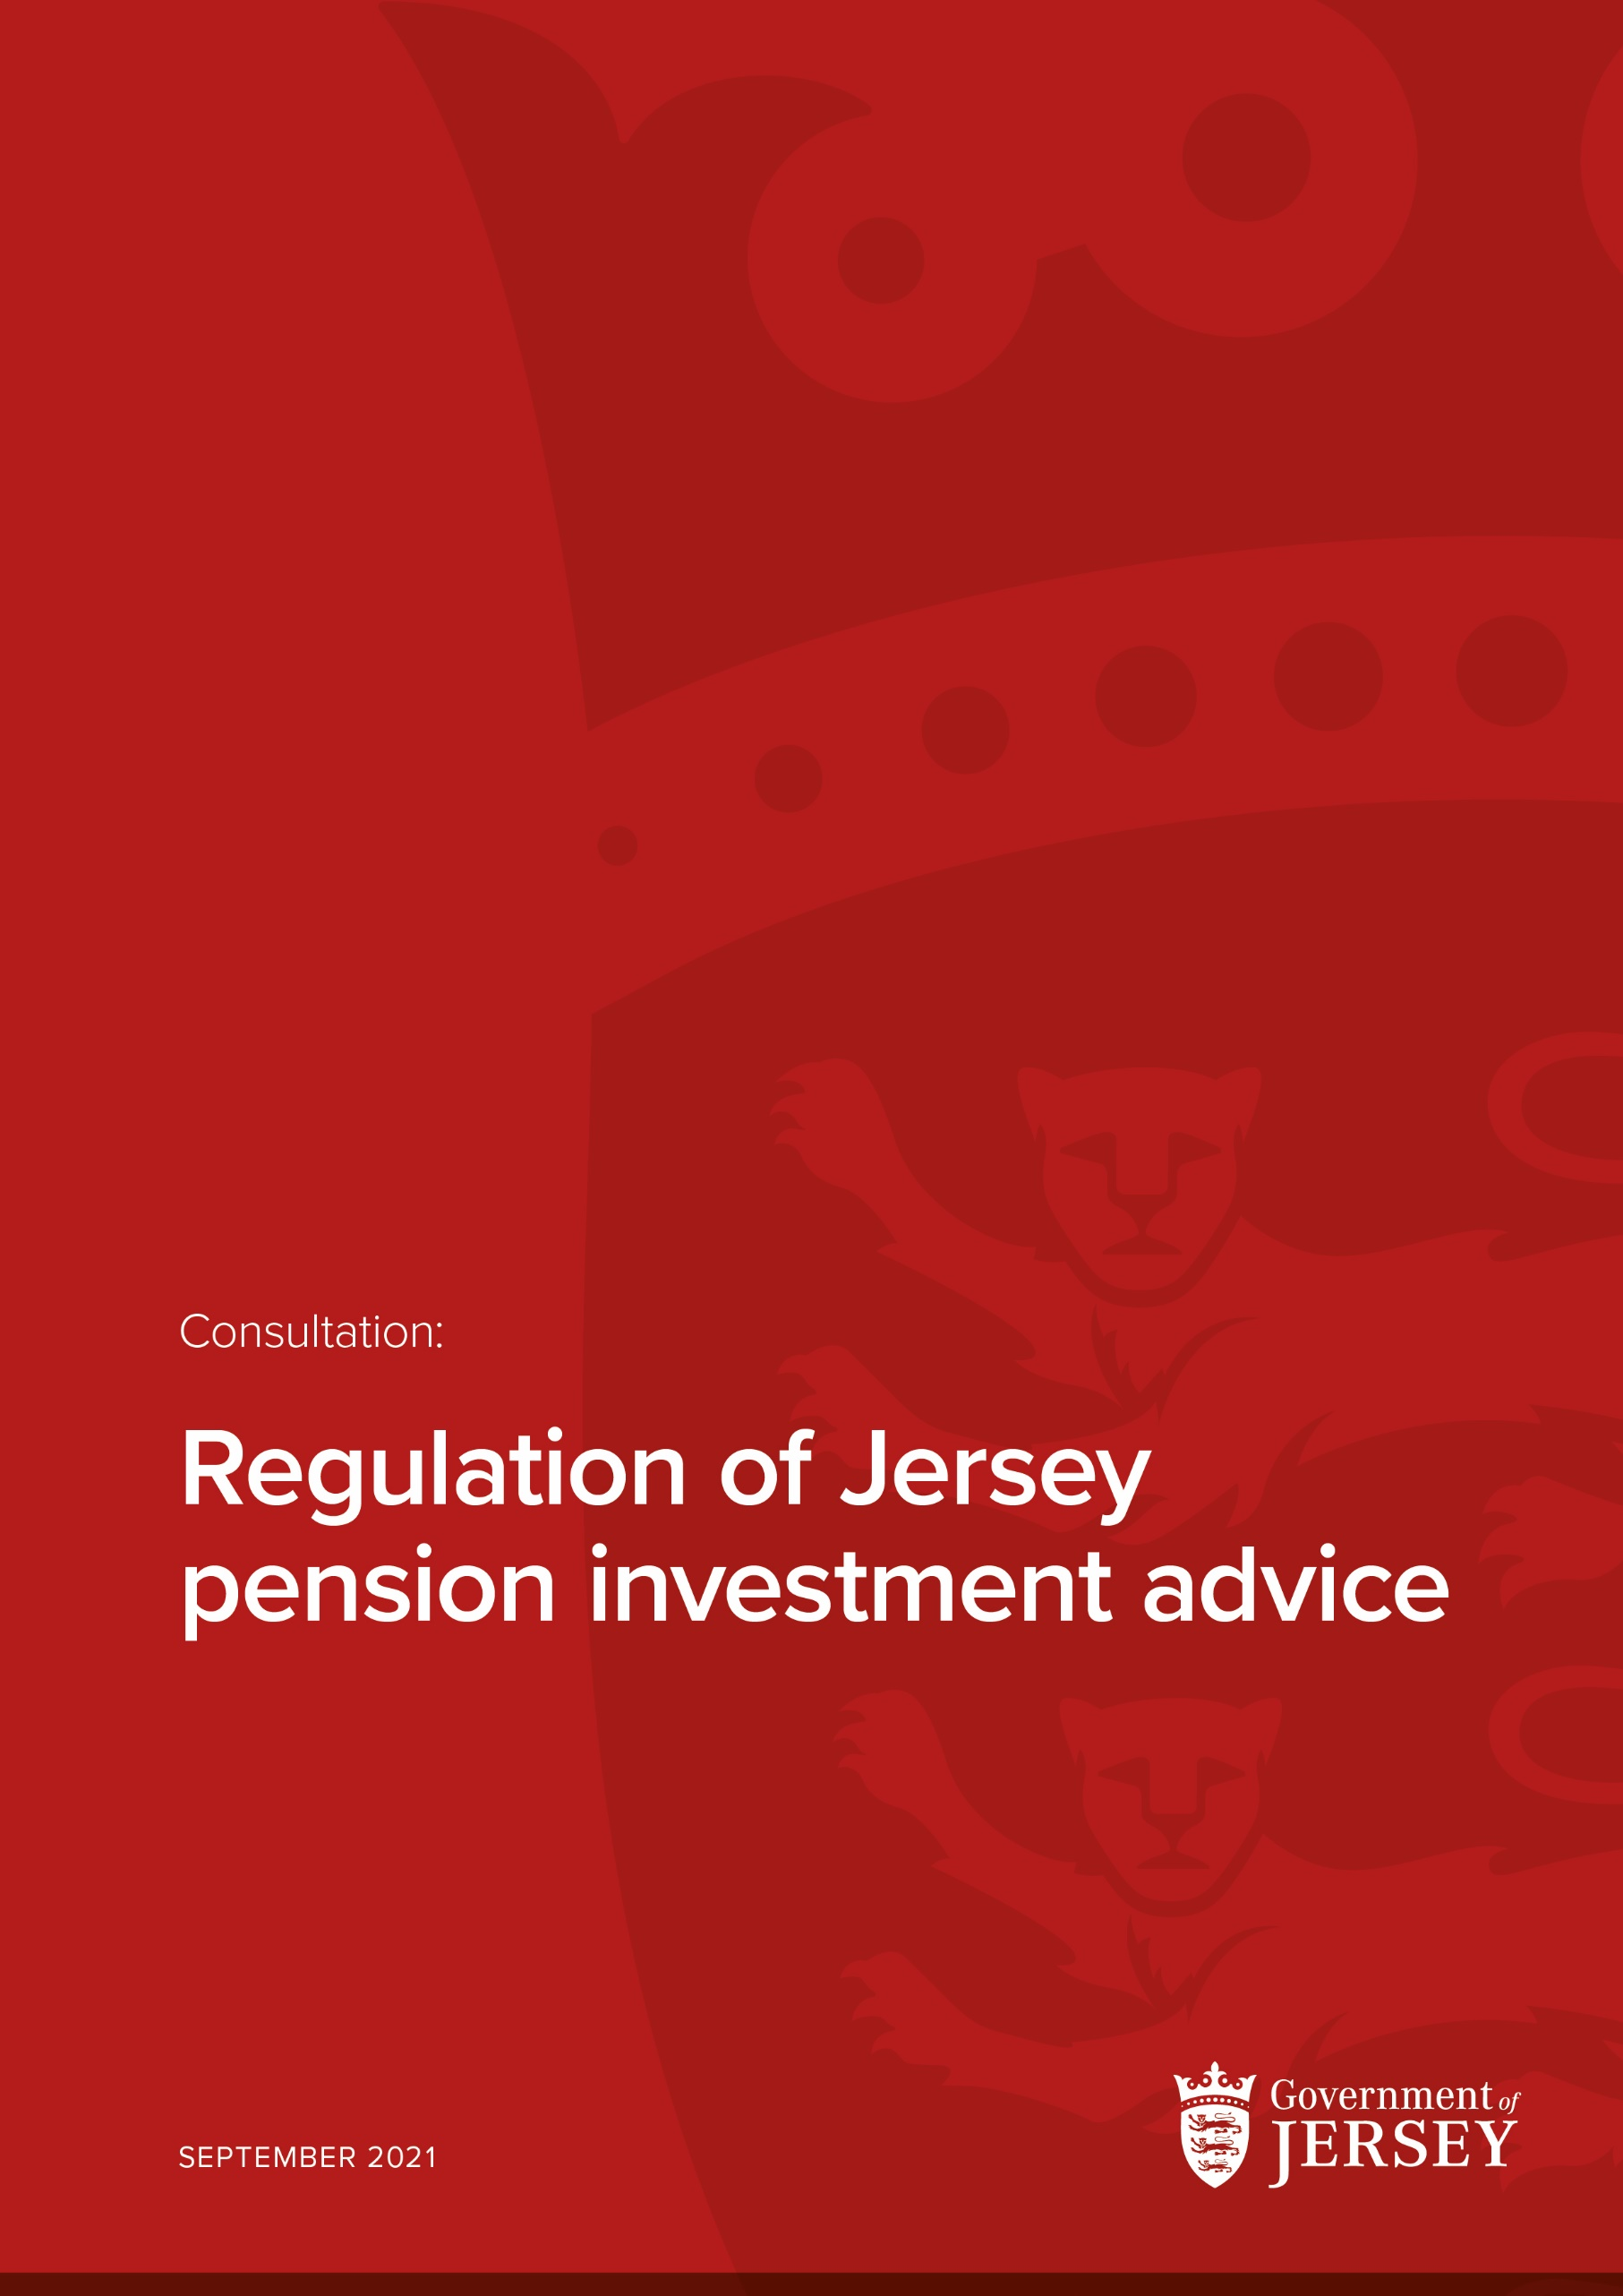 Consultation:
Regulation of Jersey
pension investment advice
SEPTEMBER 2021
Government of
JERSEY